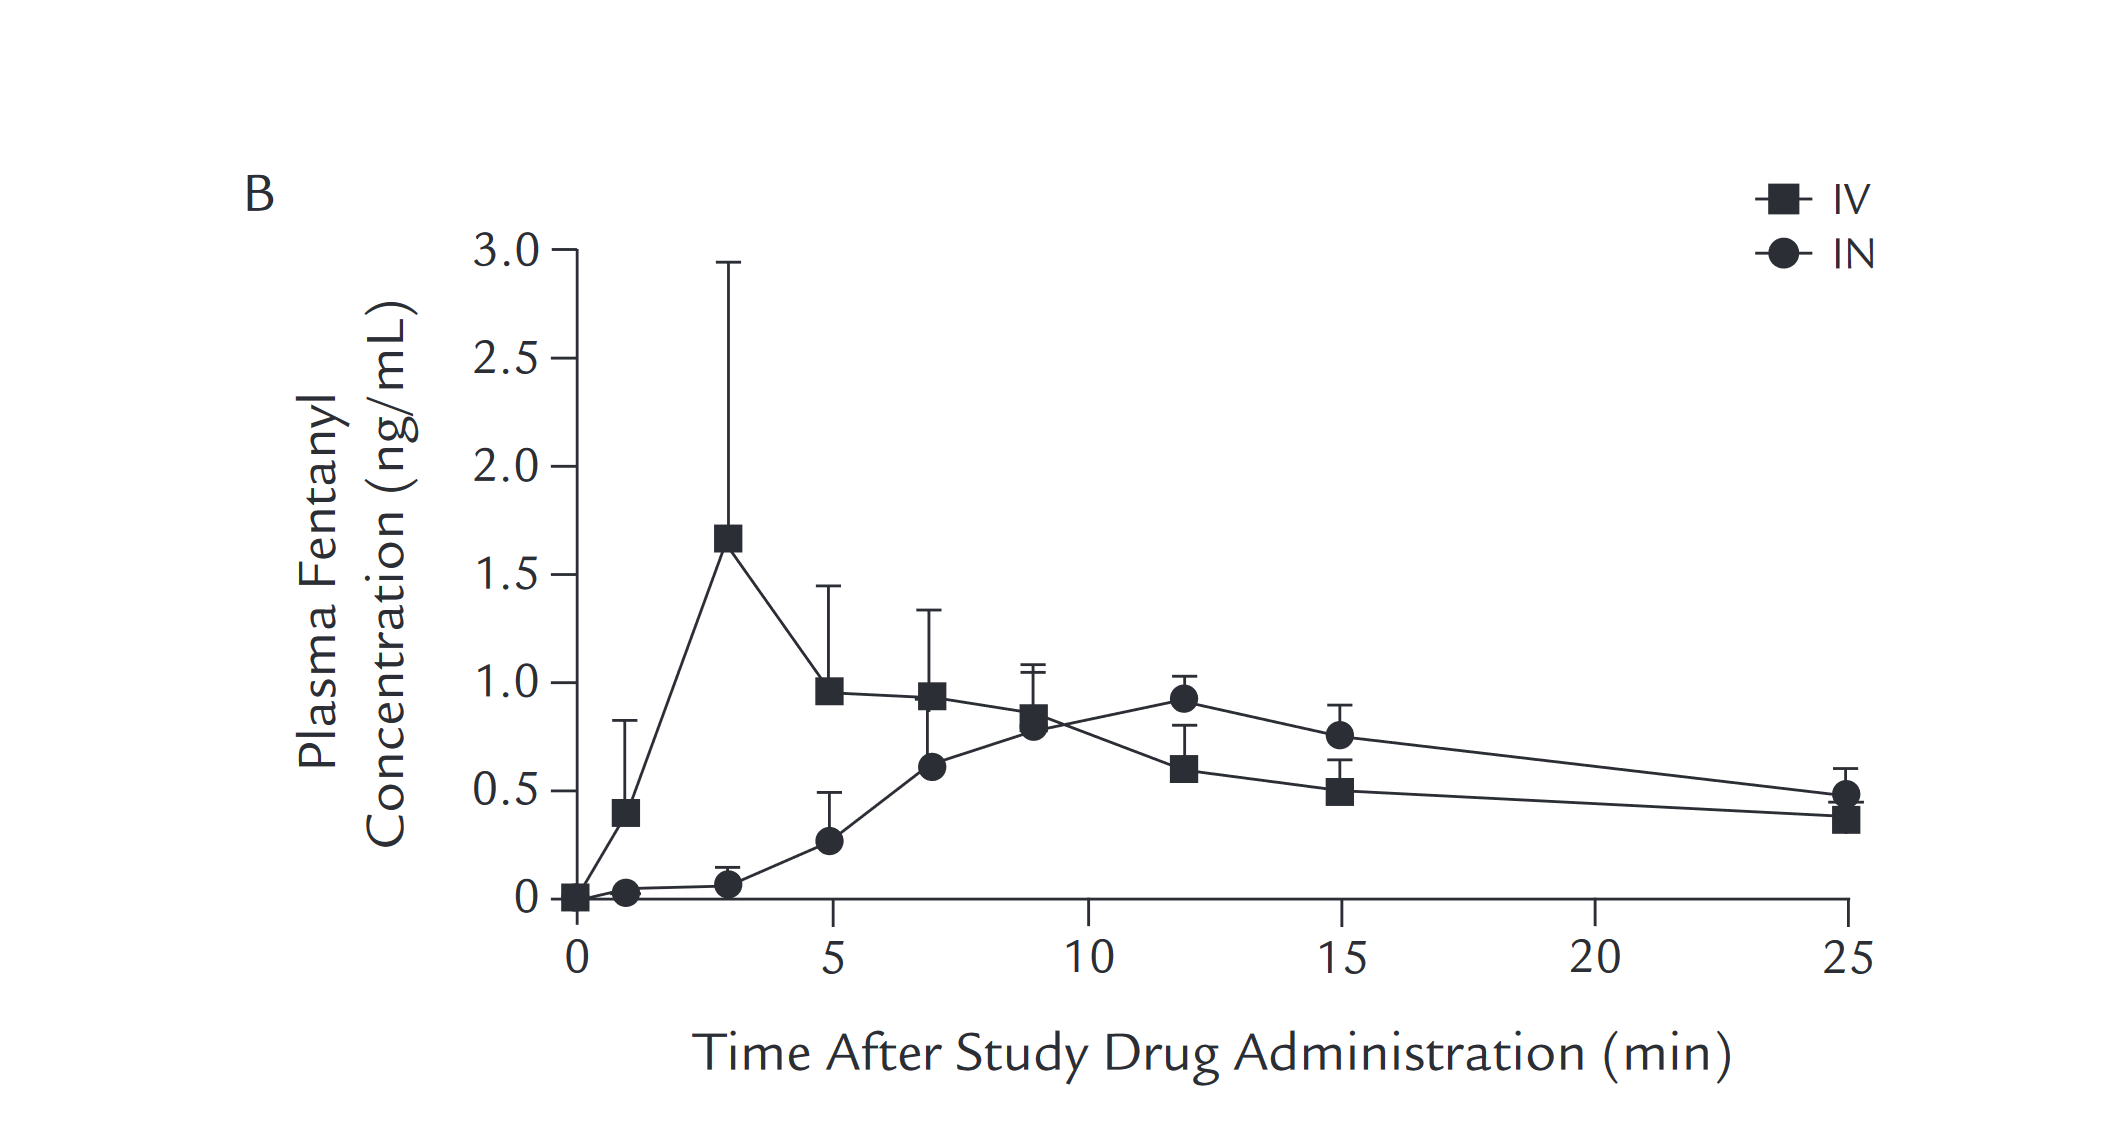 B
IV
IN
3.0
2.5
2.0
1.5
1.0
0.5
0
Plasma Fentanyl
Concentration (ng/mL)
0 5 10 15 20 25
Time After Study Drug Administration (min)